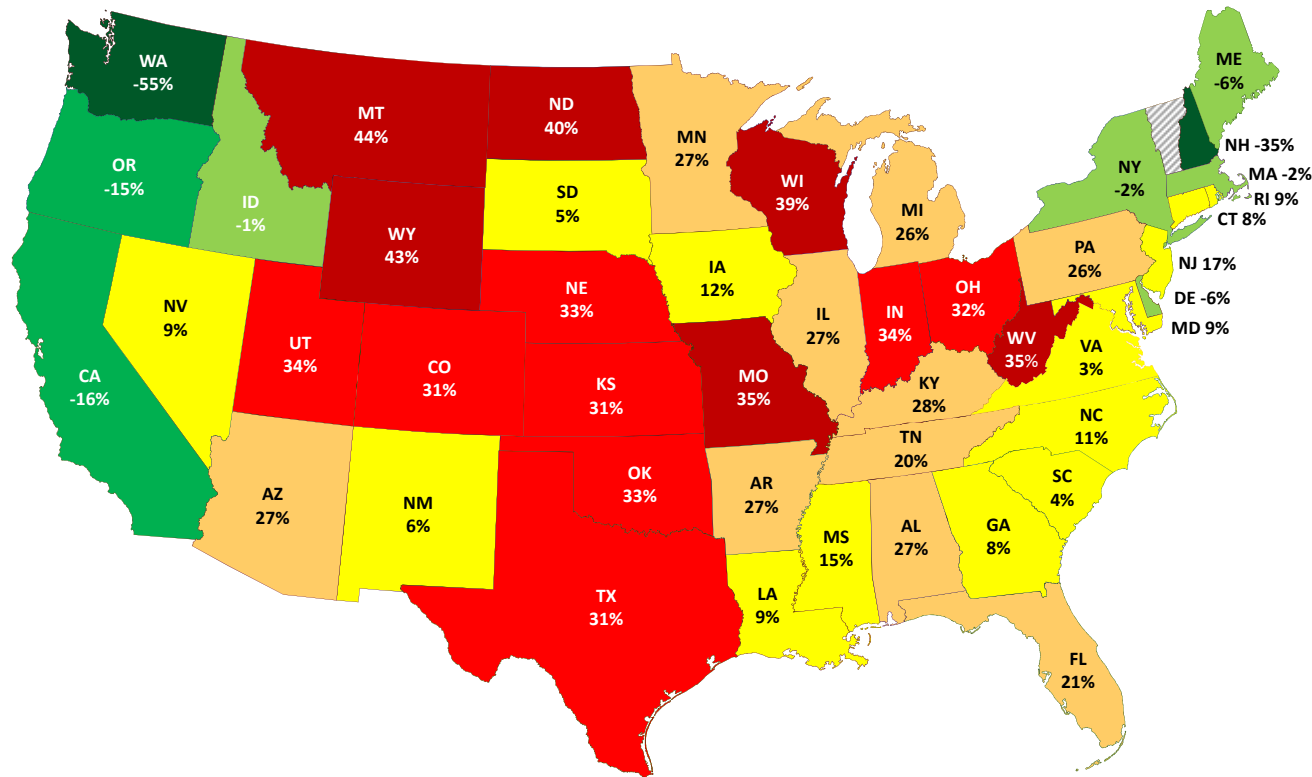 WA
-55%
MT
44%
ND
40%
MN
27%
ME
-6%
OR
-15%
ID
-1%
SD
5%
WI
39%
MI
26%
NY
-2%
NH -35%
MA -2%
RI 9%
CT 8%
WY
43%
IA
12%
PA
26%
NJ 17%
DE -6%
MD 9%
NV
9%
UT
34%
CO
31%
NE
33%
KS
31%
IL
27%
IN
34%
OH
32%
WV
35%
VA
3%
CA
-16%
MO
35%
KY
28%
NC
11%
TN
20%
SC
4%
AZ
27%
NM
6%
OK
33%
AR
27%
MS
15%
AL
27%
GA
8%
TX
31%
LA
9%
FL
21%